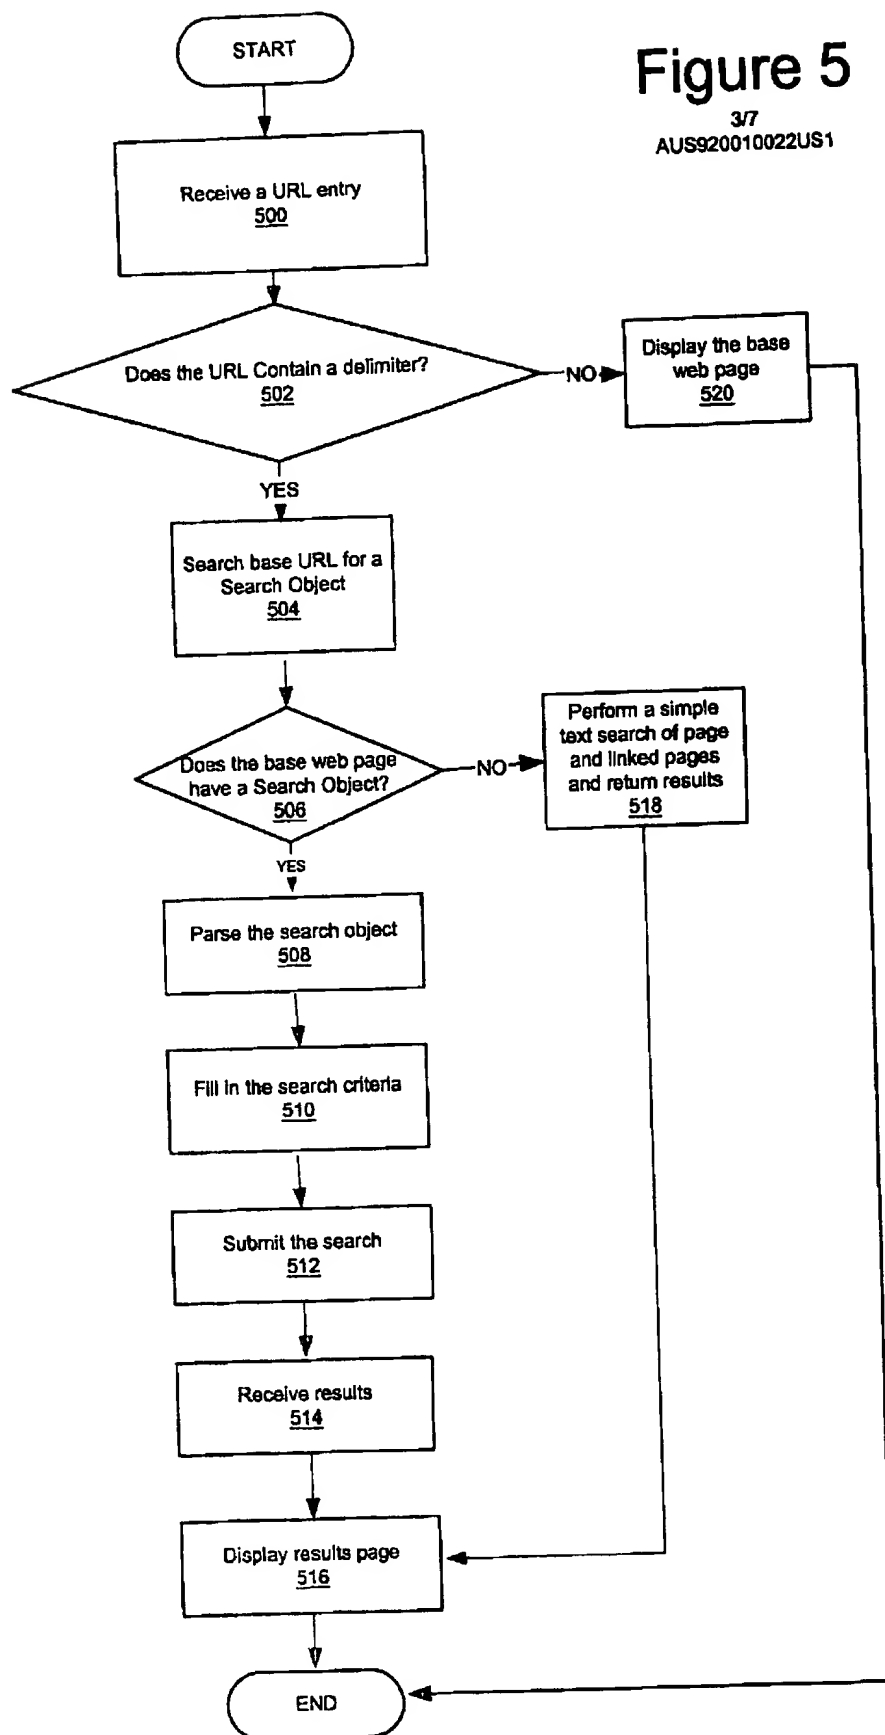 START
Figure 5
3/7
AUS920010022US1
Receive a URL entry
500
Does the URL Contain a delimiter?
502
NO
Display the base
web page
520
YES
Search base URL for a
Search Object
504
Does the base web page
have a Search Object?
506
NO
Perform a simple
text search of page
and linked pages
and return results
518
YES
Parse the search object
508
Fill in the search criteria
510
Submit the search
512
Receive results
514
Display results page
516
END